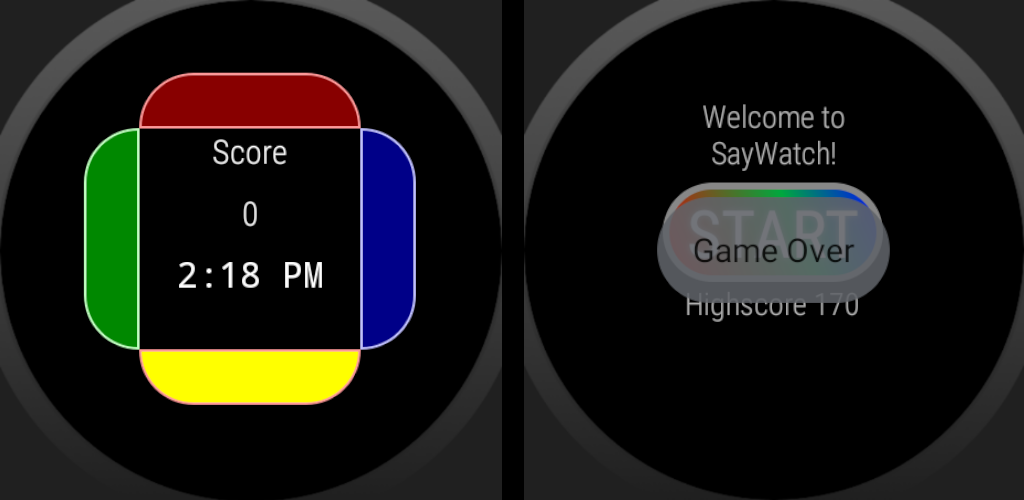 Score
0
2:18 PM
Welcome to
SayWatch!
START
Game Over
Highscore 170